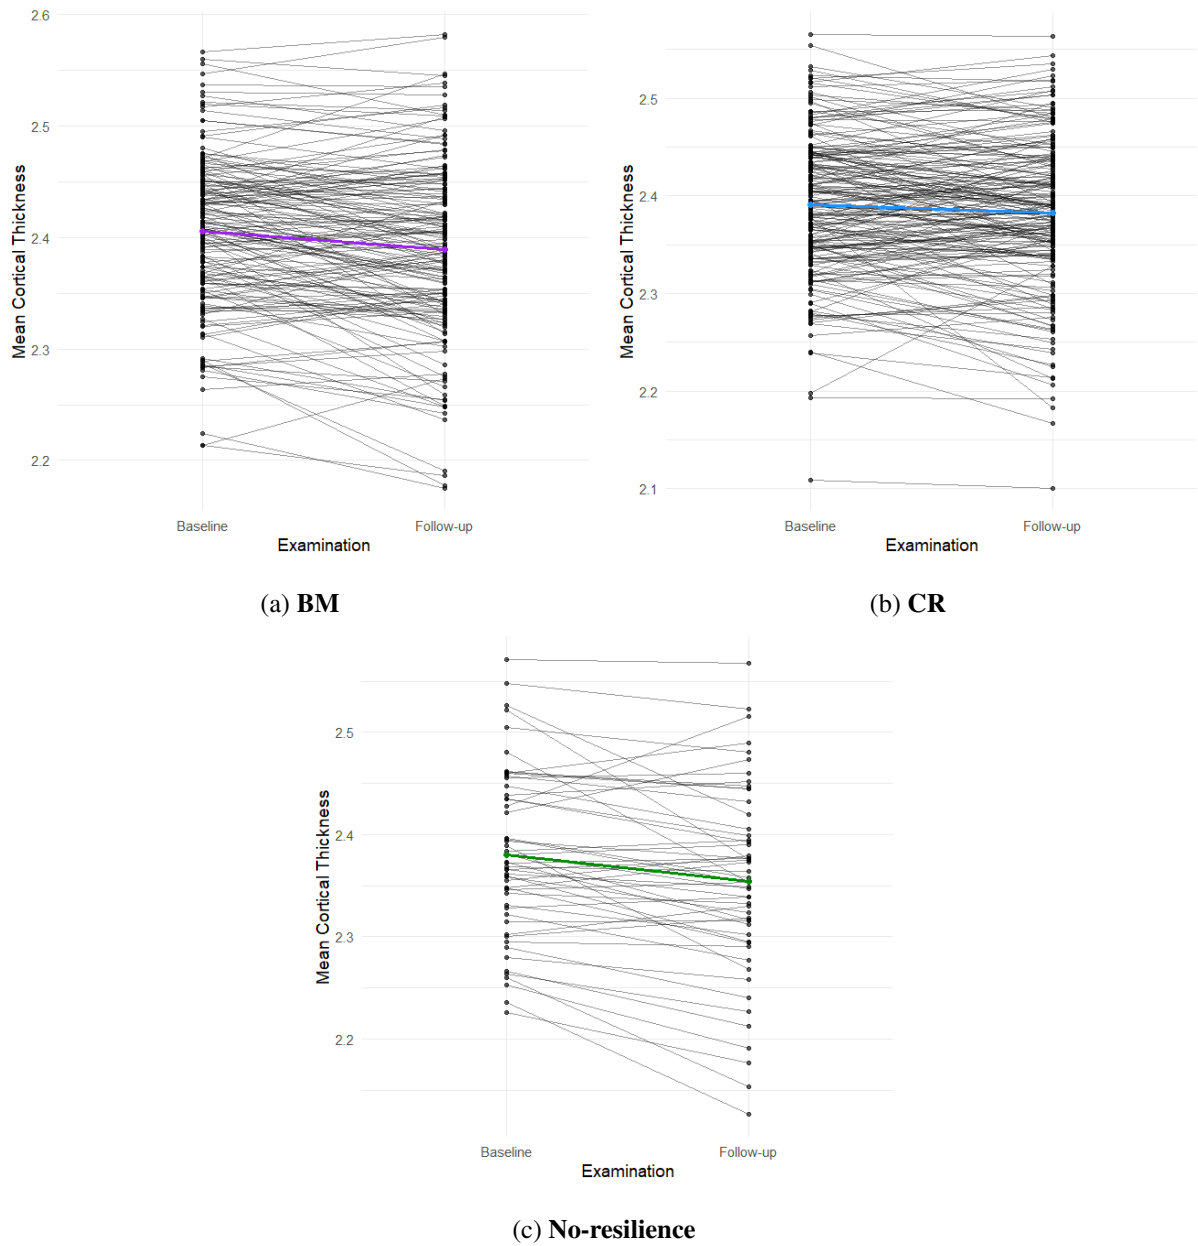 2.6
2.5
2.4
2.3
2.2
Mean Cortical Thickness
Baseline
Follow-up
Examination
(a) BM
2.5
2.4
2.3
2.2
2.1
Mean Cortical Thickness
Baseline
Follow-up
Examination
(b) CR
2.5
2.4
2.3
2.2
Mean Cortical Thickness
Baseline
Follow-up
Examination
(c) No-resilience